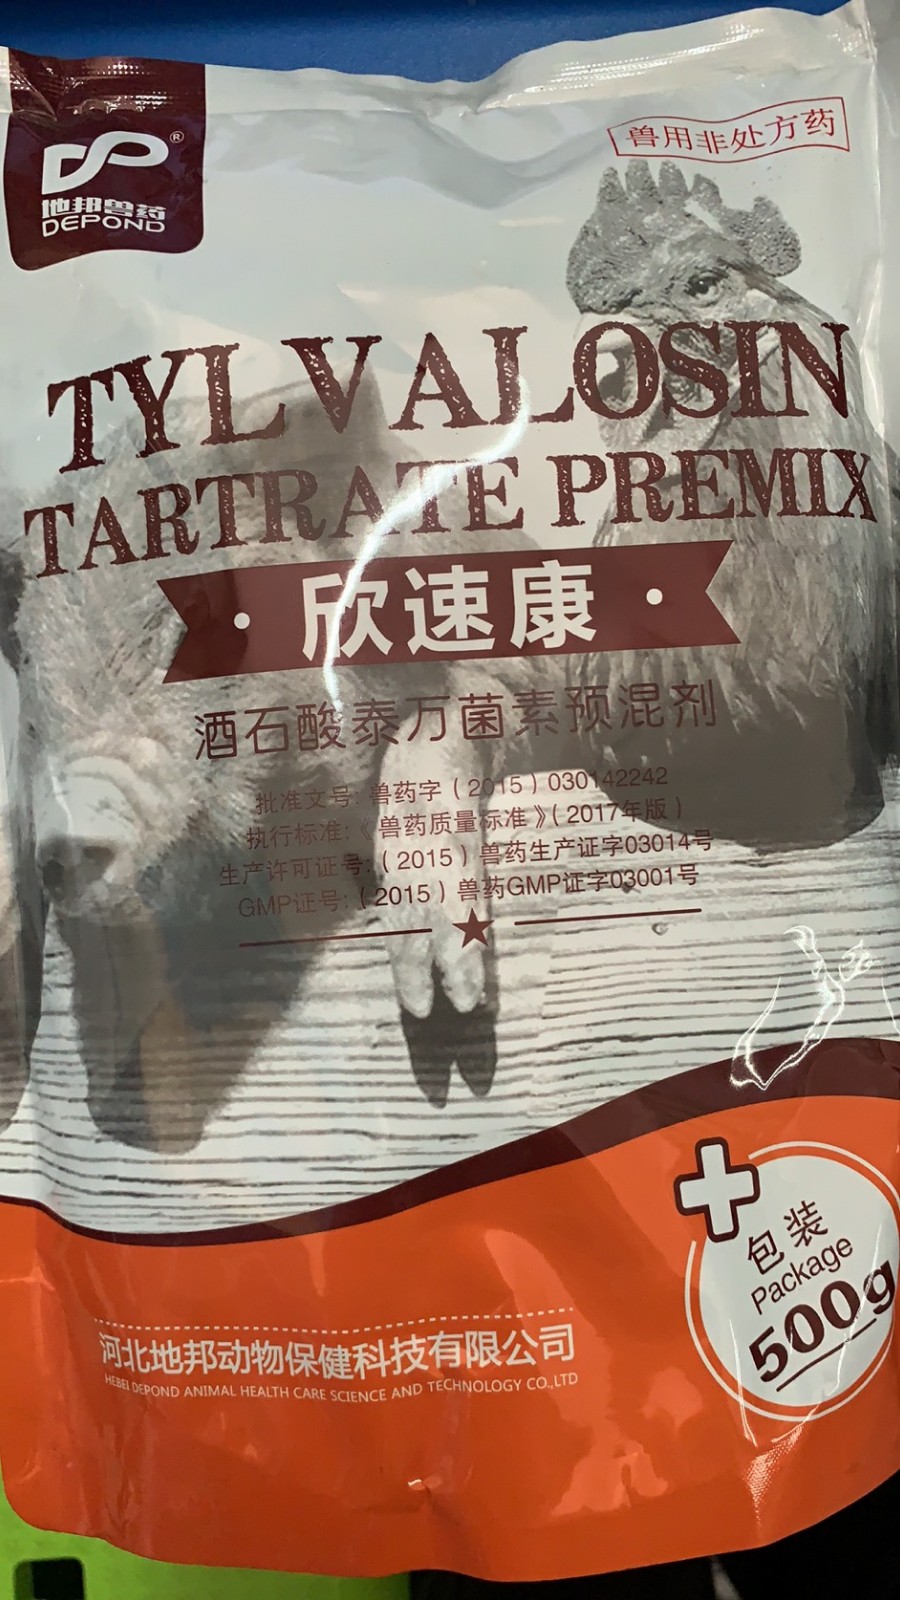 兽用非处方药
DP®
地邦兽药
DEPOND
TYLVALOSIN
TARTRATE PREMIX
·欣速康·
酒石酸泰万菌素预混剂
批准文号: 兽药字（2015）030142242
执行标准:《兽药质量标准》（2017年版）
生产许可证号:（2015）兽药生产证字03014号
GMP证号:（2015）兽药GMP证字03001号
包装
Package
500g
河北地邦动物保健科技有限公司
HEBEI DEPOND ANIMAL HEALTH CARE SCIENCE AND TECHNOLOGY CO.,LTD